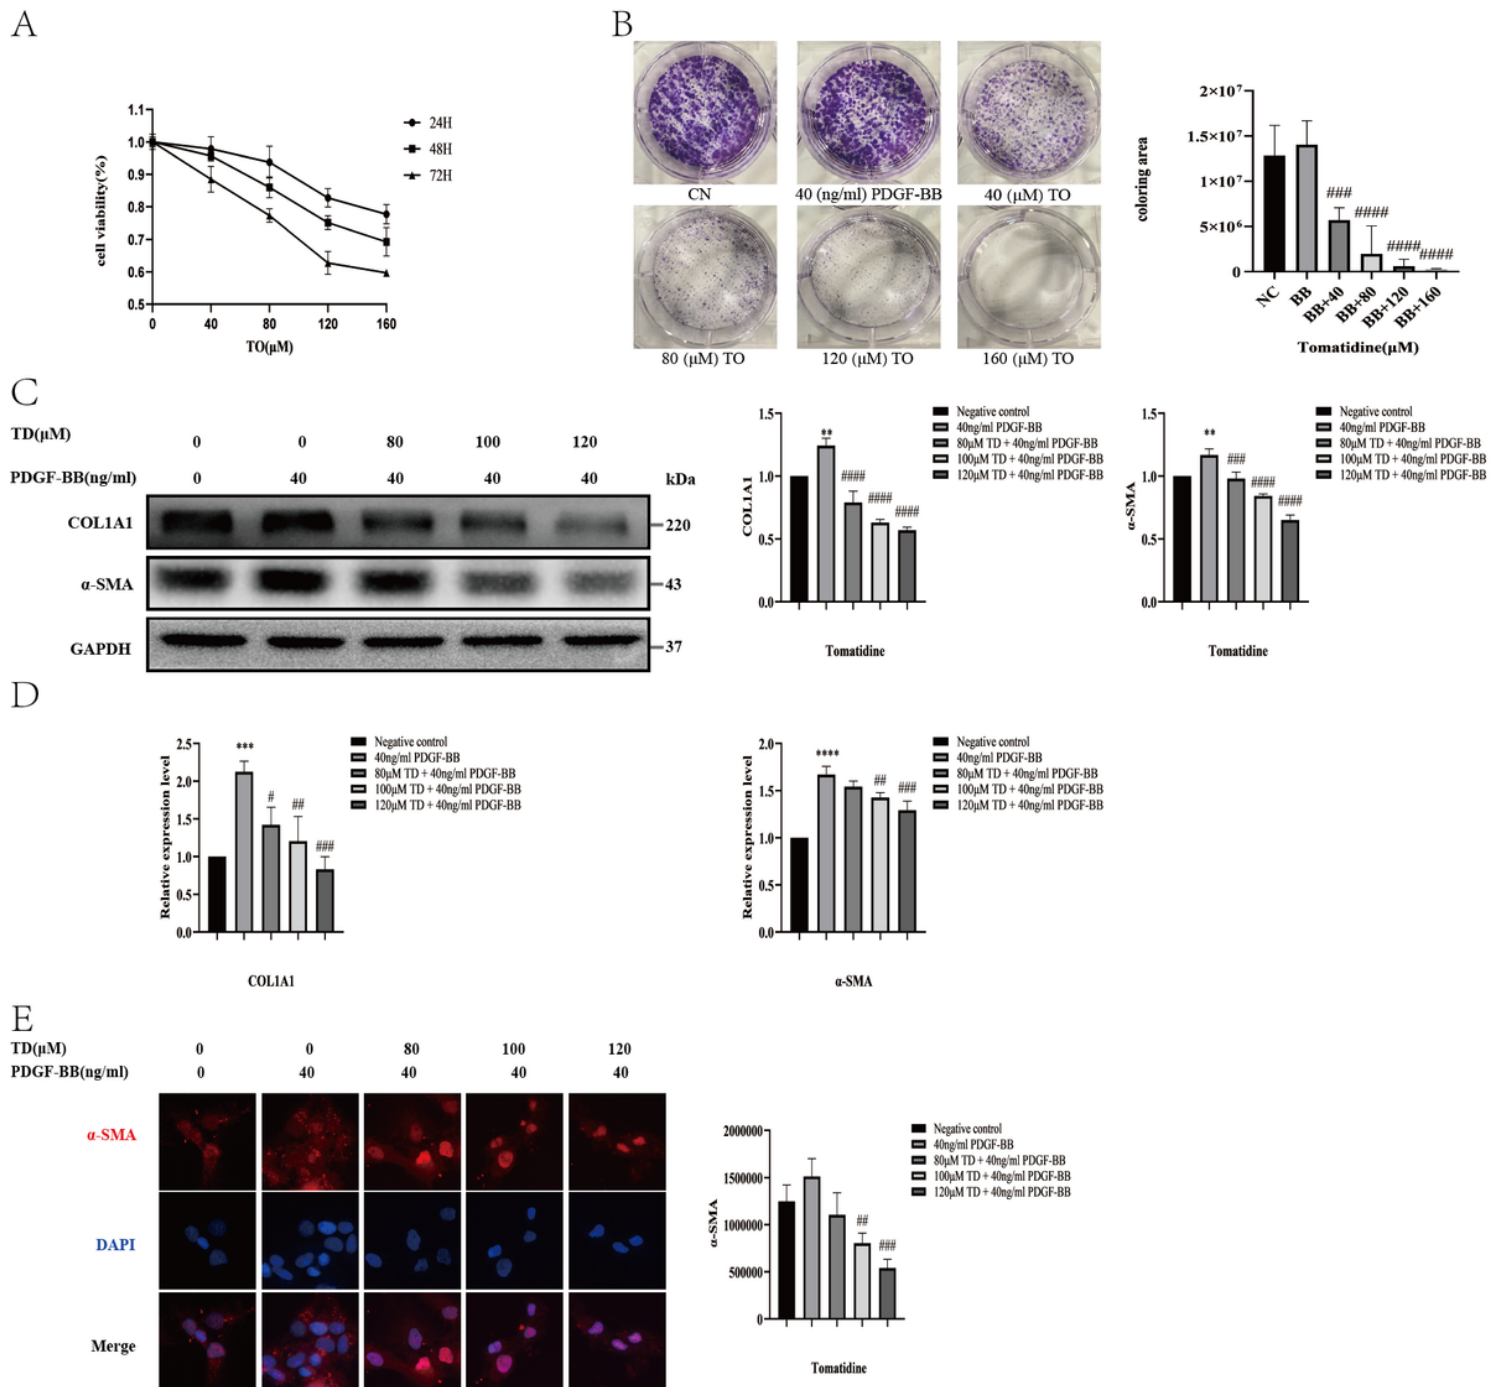 A
1.1
1.0
0.9
0.8
0.7
0.6
0.5
cell viability(%)
0 40 80 120 160
TO(μM)
24H
48H
72H
B
CN
40 (ng/ml) PDGF-BB
40 (μM) TO
80 (μM) TO
120 (μM) TO
160 (μM) TO
2×10⁷
1.5×10⁷
1×10⁷
5×10⁶
0
coloring area
###
####
####
####
NC BB BB+40 BB+80 BB+120 BB+160
Tomatidine(μM)
C
TD(μM) 0 0 80 100 120
PDGF-BB(ng/ml) 0 40 40 40 40 kDa
COL1A1 220
α-SMA 43
GAPDH 37
1.5
1.0
0.5
0.0
COL1A1
**
####
####
####
Tomatidine
Negative control
40ng/ml PDGF-BB
80μM TD + 40ng/ml PDGF-BB
100μM TD + 40ng/ml PDGF-BB
120μM TD + 40ng/ml PDGF-BB
1.5
1.0
0.5
0.0
α-SMA
**
###
####
####
Tomatidine
Negative control
40ng/ml PDGF-BB
80μM TD + 40ng/ml PDGF-BB
100μM TD + 40ng/ml PDGF-BB
120μM TD + 40ng/ml PDGF-BB
D
2.5
2.0
1.5
1.0
0.5
0.0
Relative expression level
***
#
##
###
COL1A1
Negative control
40ng/ml PDGF-BB
80μM TD + 40ng/ml PDGF-BB
100μM TD + 40ng/ml PDGF-BB
120μM TD + 40ng/ml PDGF-BB
2.0
1.5
1.0
0.5
0.0
Relative expression level
****
##
###
α-SMA
Negative control
40ng/ml PDGF-BB
80μM TD + 40ng/ml PDGF-BB
100μM TD + 40ng/ml PDGF-BB
120μM TD + 40ng/ml PDGF-BB
E
TD(μM) 0 0 80 100 120
PDGF-BB(ng/ml) 0 40 40 40 40
α-SMA
DAPI
Merge
2000000
1500000
1000000
500000
0
α-SMA
##
###
Tomatidine
Negative control
40ng/ml PDGF-BB
80μM TD + 40ng/ml PDGF-BB
100μM TD + 40ng/ml PDGF-BB
120μM TD + 40ng/ml PDGF-BB